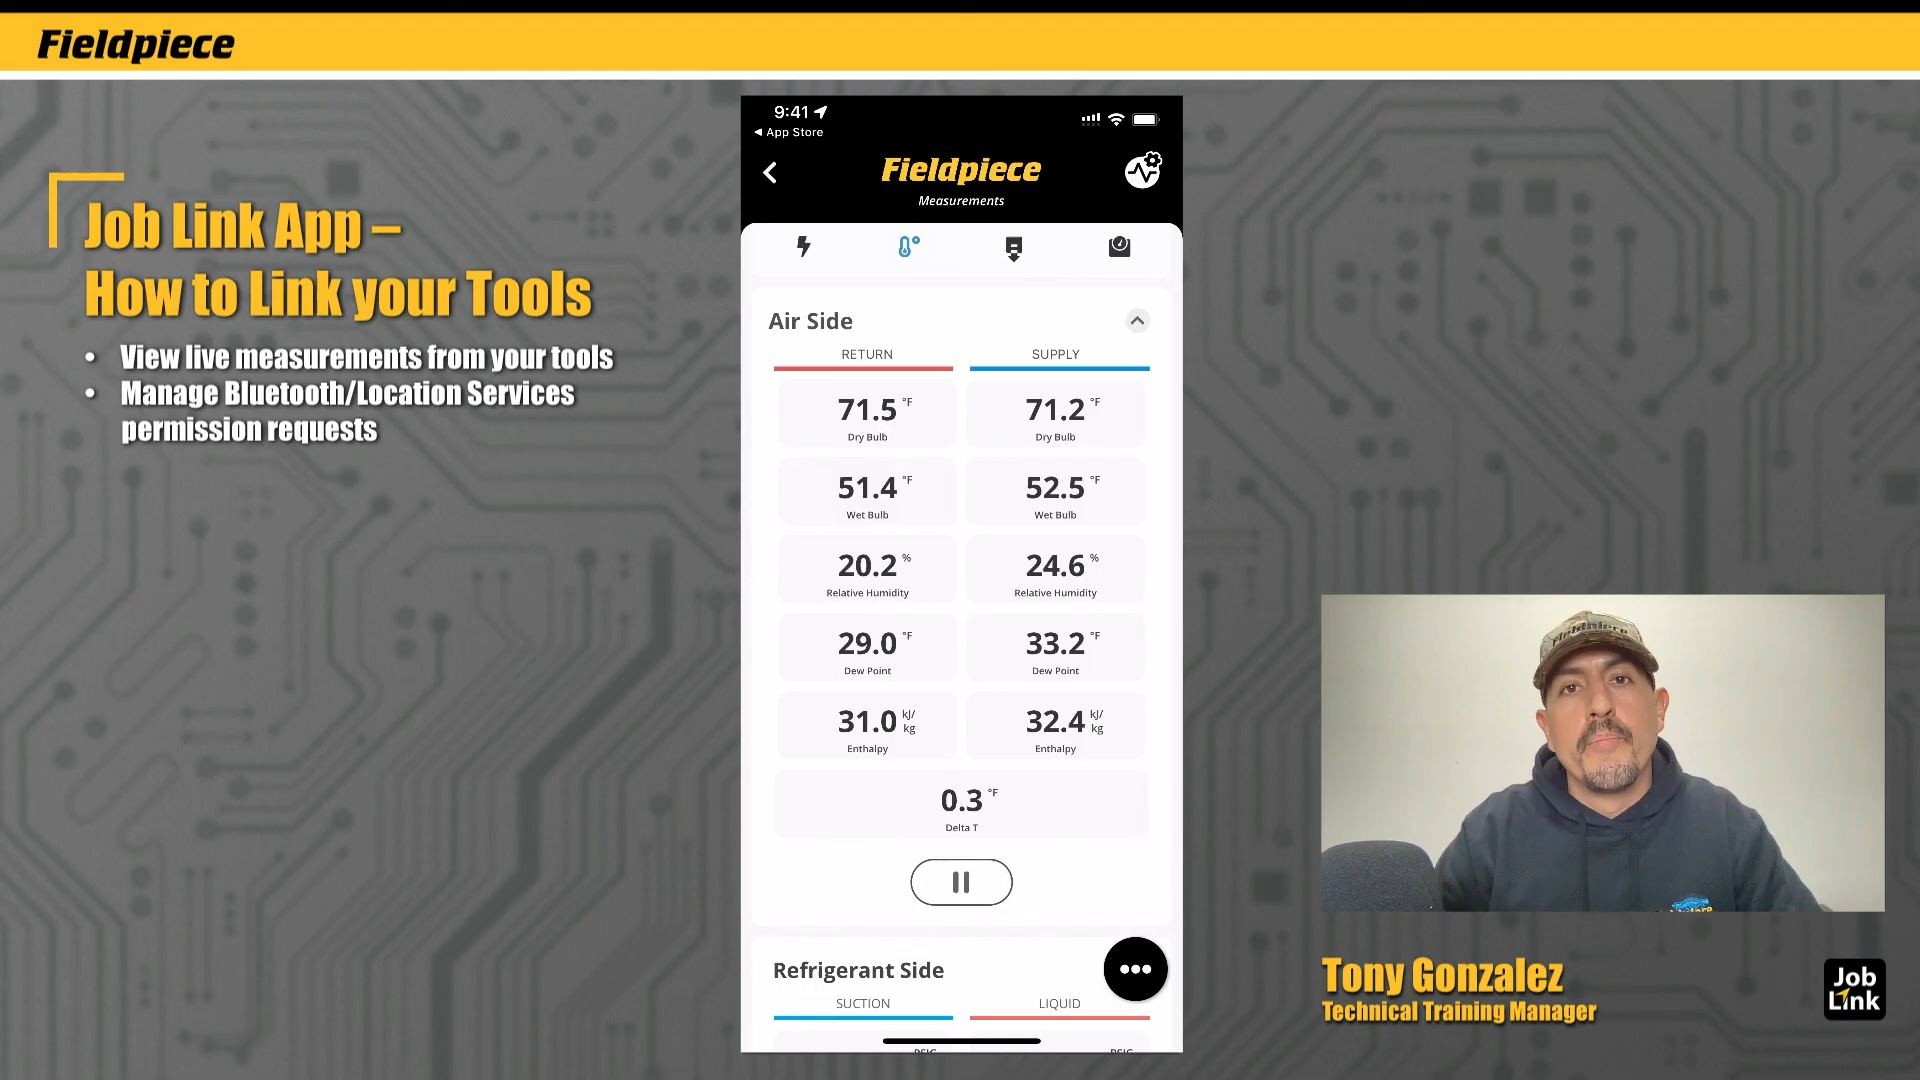 Fieldpiece
Job Link App –
How to Link your Tools
• View live measurements from your tools
• Manage Bluetooth/Location Services
permission requests
9:41
◀ App Store
Fieldpiece
Measurements
Air Side
RETURN SUPPLY
71.5 °F 71.2 °F
Dry Bulb Dry Bulb
51.4 °F 52.5 °F
Wet Bulb Wet Bulb
20.2 % 24.6 %
Relative Humidity Relative Humidity
29.0 °F 33.2 °F
Dew Point Dew Point
31.0 kJ/kg 32.4 kJ/kg
Enthalpy Enthalpy
0.3 °F
Delta T
Refrigerant Side
SUCTION LIQUID
PSIG PSIG
Fieldpiece
Tony Gonzalez
Technical Training Manager
Job
Link